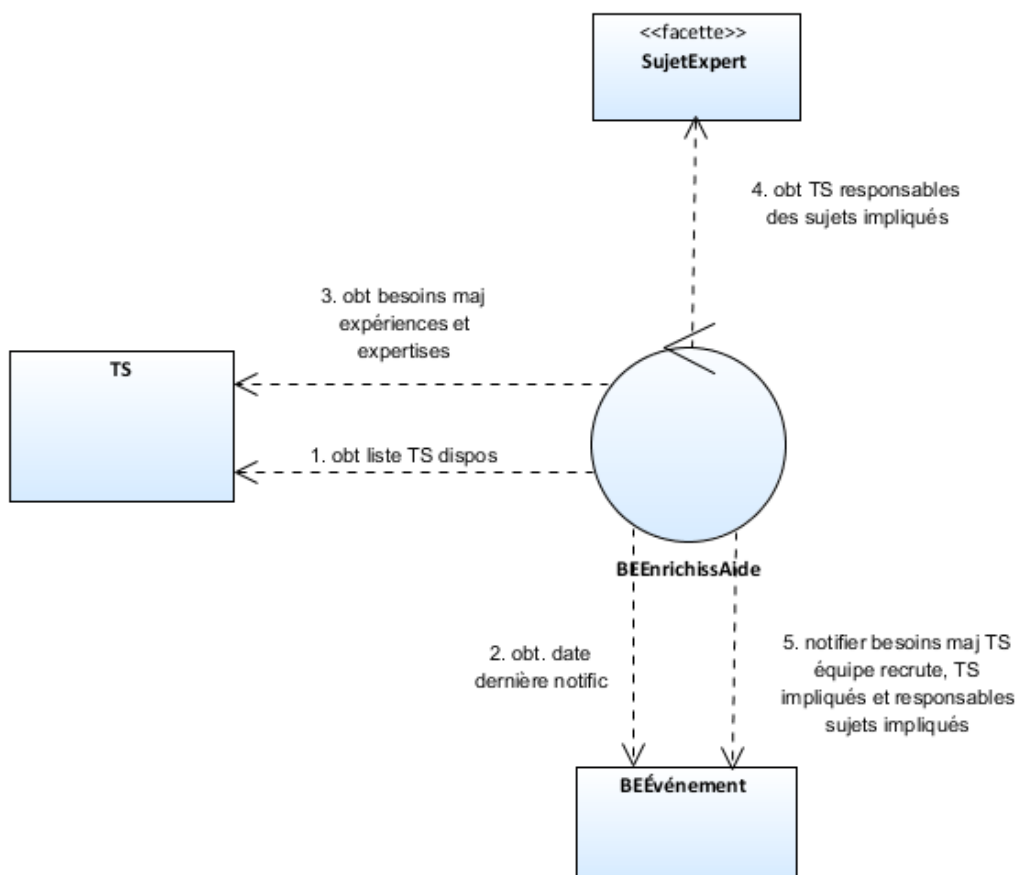 <<facette>>
SujetExpert
4. obt TS responsables
des sujets impliqués
3. obt besoins maj
expériences et
expertises
TS
1. obt liste TS dispos
BEEnrichissAide
2. obt. date
dernière notific
5. notifier besoins maj TS
équipe recrute, TS
impliqués et responsables
sujets impliqués
BEÉvénement